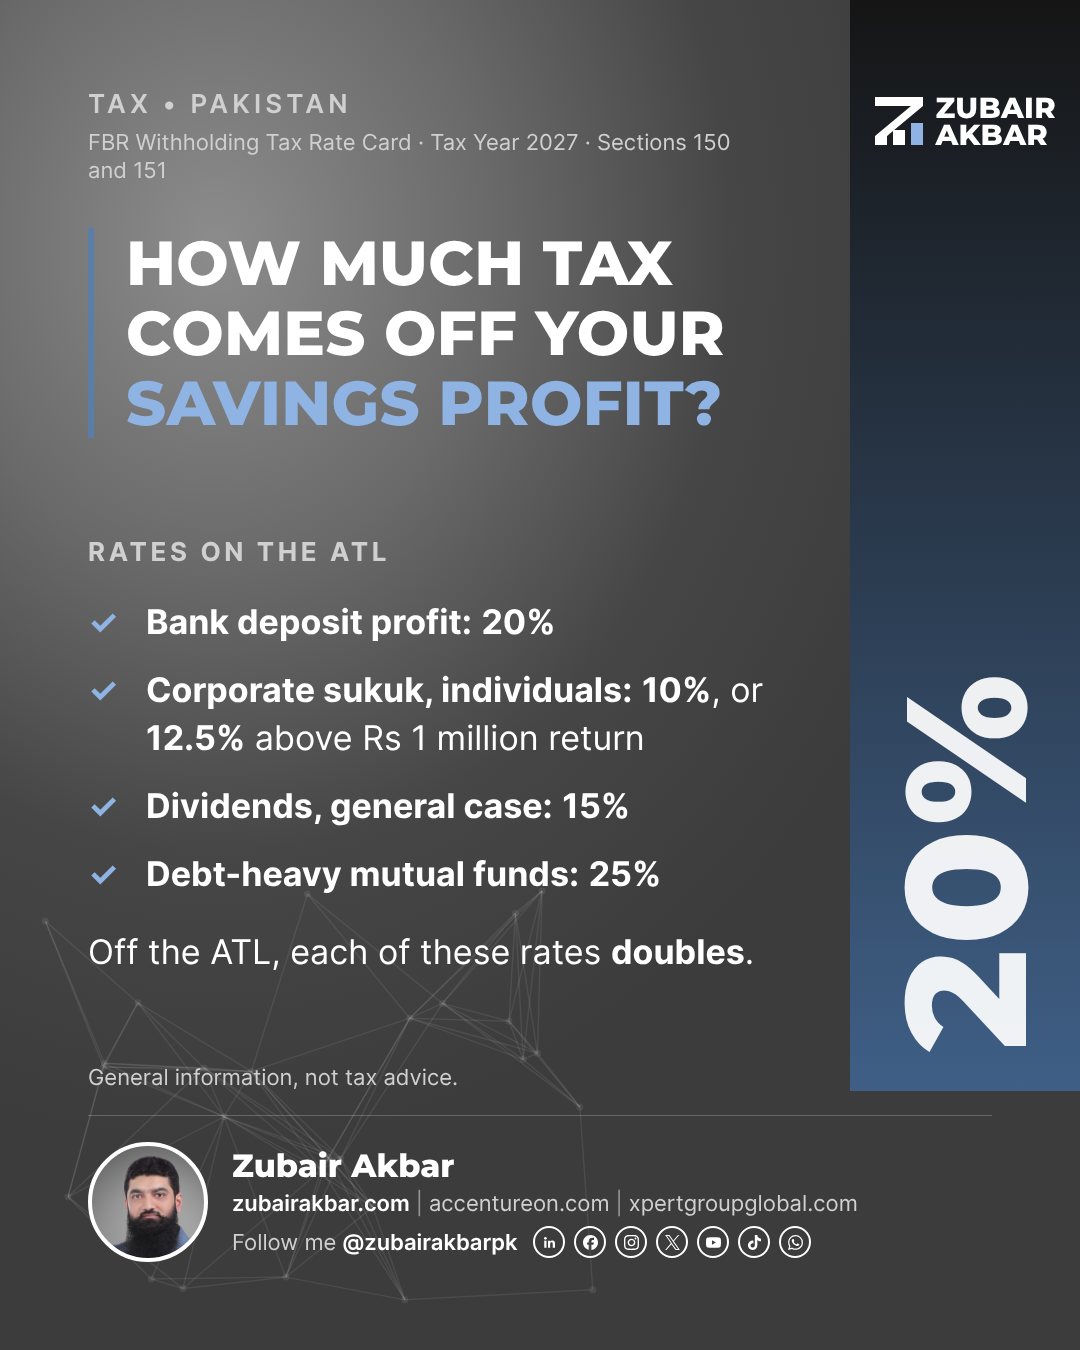 TAX • PAKISTAN
FBR Withholding Tax Rate Card · Tax Year 2027 · Sections 150
and 151
ZUBAIR
AKBAR
HOW MUCH TAX
COMES OFF YOUR
SAVINGS PROFIT?
RATES ON THE ATL
Bank deposit profit: 20%
Corporate sukuk, individuals: 10%, or
12.5% above Rs 1 million return
Dividends, general case: 15%
Debt-heavy mutual funds: 25%
Off the ATL, each of these rates doubles.
20%
General information, not tax advice.
Zubair Akbar
zubairakbar.com | accentureon.com | xpertgroupglobal.com
Follow me @zubairakbarpk